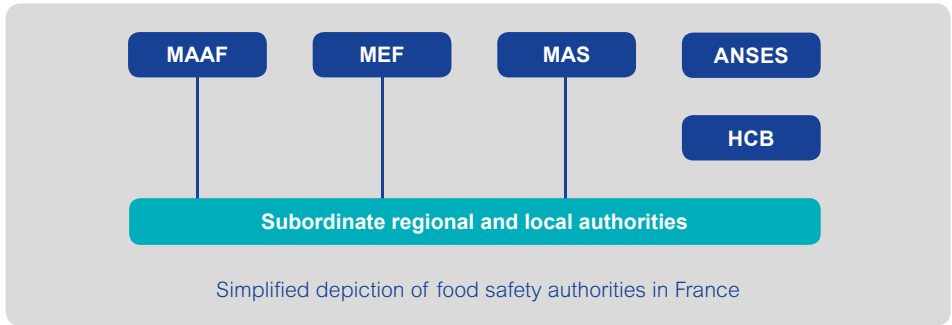 MAAF
MEF
MAS
ANSES
HCB
Subordinate regional and local authorities
Simplified depiction of food safety authorities in France